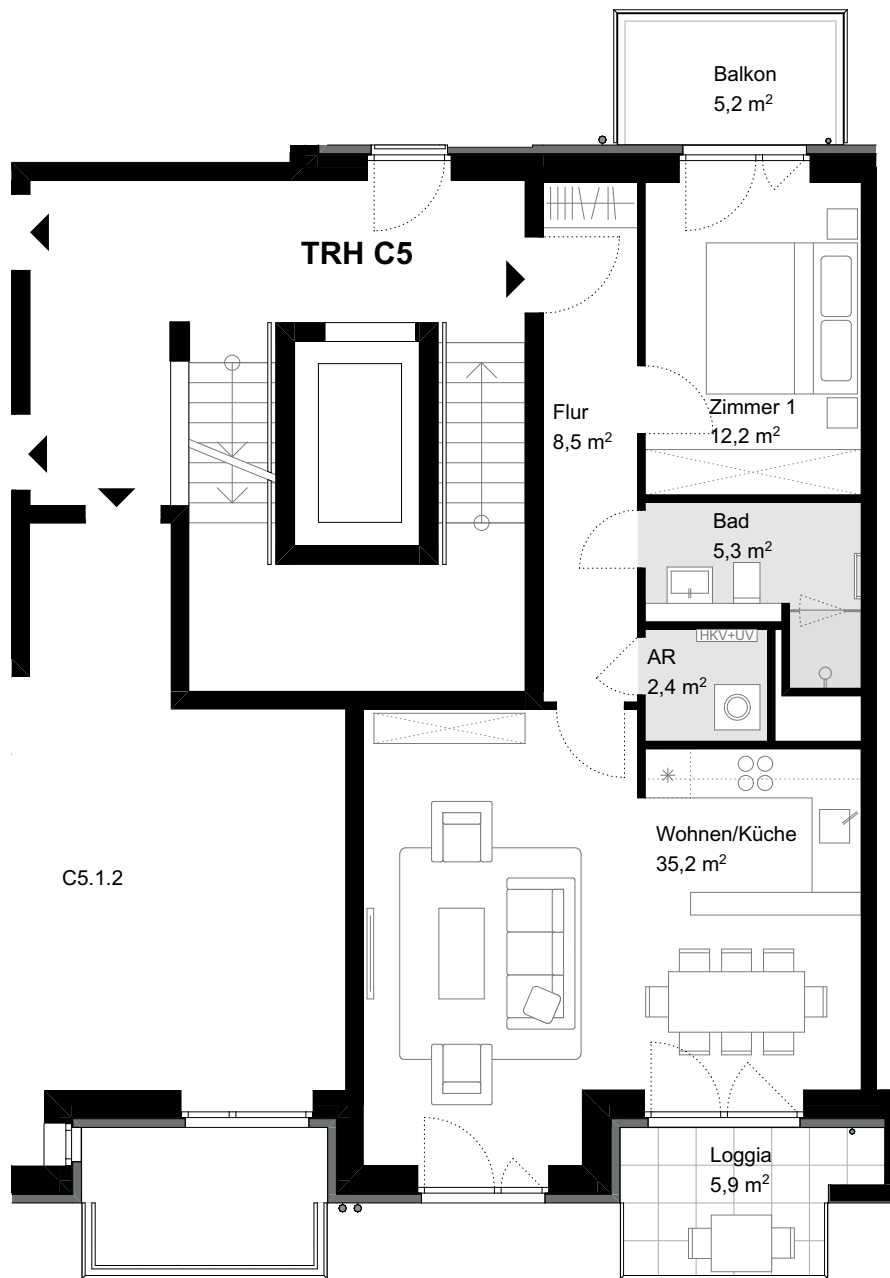 Balkon
5,2 m²
TRH C5
Flur
8,5 m²
Zimmer 1
12,2 m²
Bad
5,3 m²
HKV+UV
AR
2,4 m²
Wohnen/Küche
35,2 m²
C5.1.2
Loggia
5,9 m²